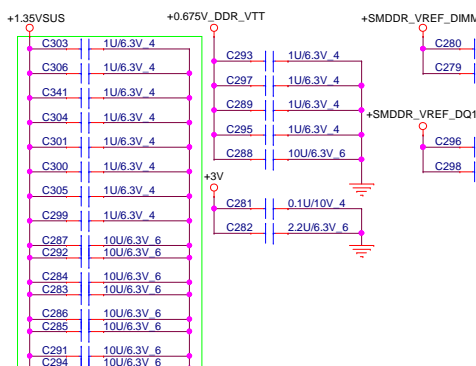 +1.35VSUS
C303 1U/6.3V_4
C306 1U/6.3V_4
C341 1U/6.3V_4
C304 1U/6.3V_4
C301 1U/6.3V_4
C300 1U/6.3V_4
C305 1U/6.3V_4
C299 1U/6.3V_4
C287 10U/6.3V_6
C292 10U/6.3V_6
C284 10U/6.3V_6
C283 10U/6.3V_6
C286 10U/6.3V_6
C285 10U/6.3V_6
C291 10U/6.3V_6
C294 10U/6.3V_6
+0.675V_DDR_VTT
C293 1U/6.3V_4
C297 1U/6.3V_4
C289 1U/6.3V_4
C295 1U/6.3V_4
C288 10U/6.3V_6
+3V
C281 0.1U/10V_4
C282 2.2U/6.3V_6
+SMDDR_VREF_DIMM
C280
C279
+SMDDR_VREF_DQ1
C296
C298